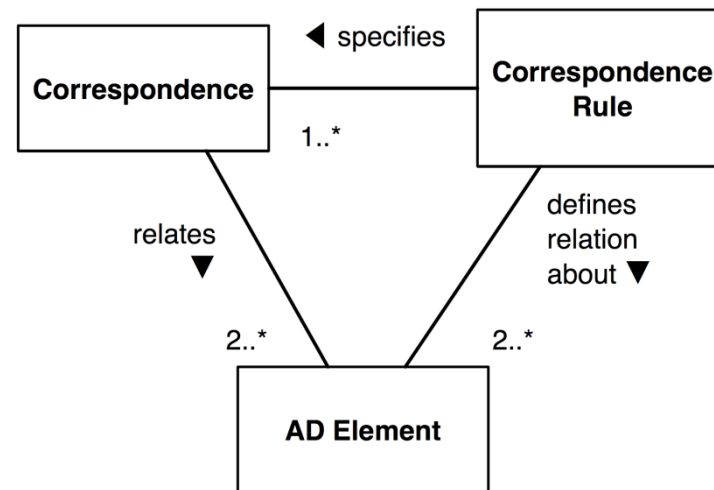 ◀ specifies
Correspondence
Correspondence
Rule
1..*
relates
▼
defines
relation
about ▼
2..*
2..*
AD Element